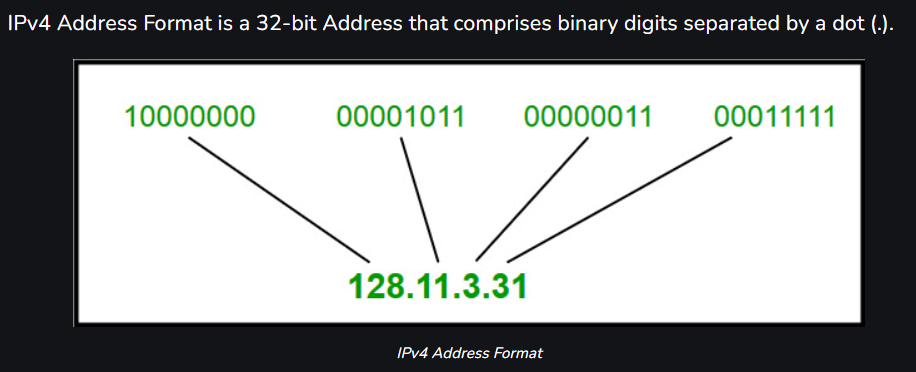 IPv4 Address Format is a 32-bit Address that comprises binary digits separated by a dot (.).
10000000 00001011 00000011 00011111
128.11.3.31
IPv4 Address Format